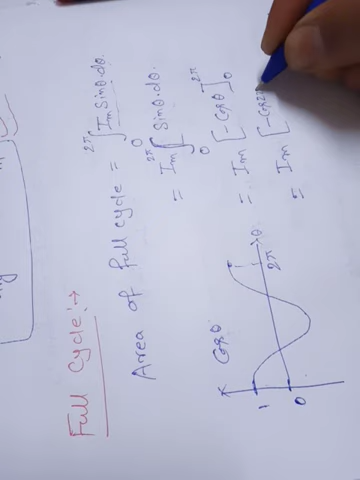 Full Cycle:→
Area of full cycle = ∫₀^2π Im Sinθ.dθ.
= Im ∫₀^2π Sinθ.dθ.
= Im [-Cosθ]₀^2π
= Im [-Cos2π
Cosθ
1
0
2π
θ